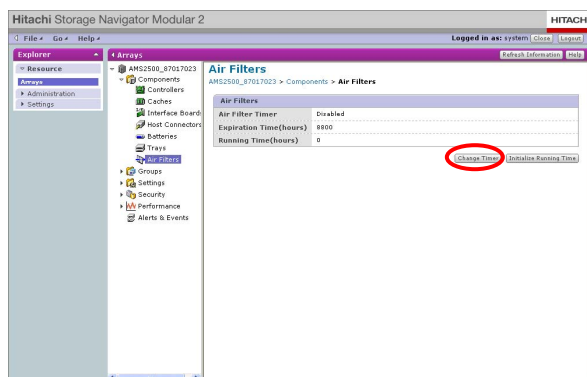 Hitachi Storage Navigator Modular 2
HITACH
File Go Help
Logged in as: system Close Logout
Explorer
Arrays
Refresh Information Help
Resource
Arrays
Administration
Settings
AMS2500_87017023
Components
Controllers
Caches
Interface Boards
Host Connectors
Batteries
Trays
Air Filters
Groups
Settings
Security
Performance
Alerts & Events
Air Filters
AMS2500_87017023 > Components > Air Filters
Air Filters
Air Filter Timer Disabled
Expiration Time(hours) 8800
Running Time(hours) 0
Change Timer Initialize Running Time